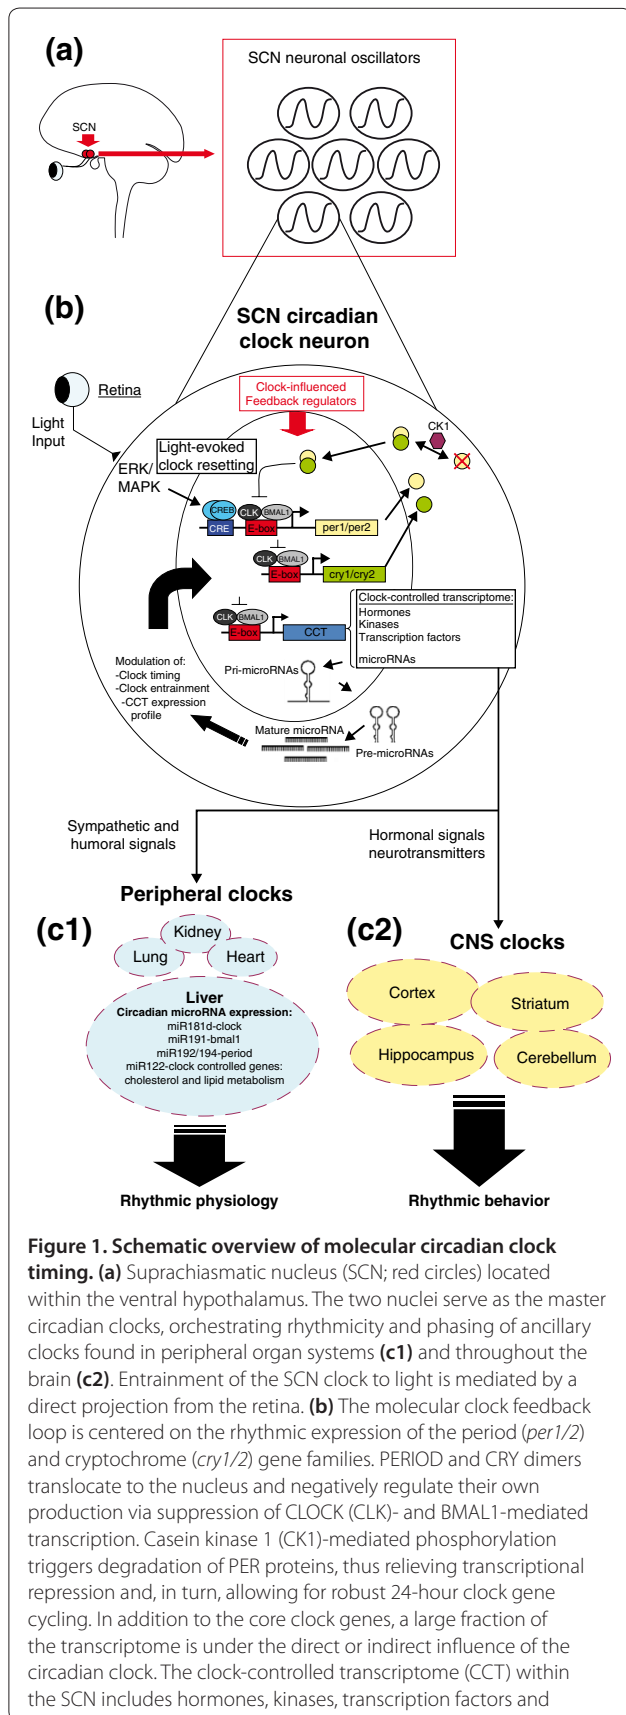 (a)
SCN neuronal oscillators
SCN
(b)
SCN circadian
clock neuron
Retina
Light
Input
Clock-influenced
Feedback regulators
CK1
ERK/
MAPK
Light-evoked
clock resetting
CREB
CLK
BMAL1
CRE
E-box
per1/per2
CLK
BMAL1
E-box
cry1/cry2
CLK
BMAL1
E-box
CCT
Clock-controlled transcriptome:
Hormones
Kinases
Transcription factors
microRNAs
Modulation of:
-Clock timing
-Clock entrainment
-CCT expression
profile
Pri-microRNAs
Mature microRNA
Pre-microRNAs
Sympathetic and
humoral signals
Hormonal signals
neurotransmitters
Peripheral clocks
(c1)
Kidney
Lung
Heart
Liver
Circadian microRNA expression:
miR181d-clock
miR191-bmal1
miR192/194-period
miR122-clock controlled genes:
cholesterol and lipid metabolism
Rhythmic physiology
(c2)
CNS clocks
Cortex
Striatum
Hippocampus
Cerebellum
Rhythmic behavior
Figure 1. Schematic overview of molecular circadian clock
timing. (a) Suprachiasmatic nucleus (SCN; red circles) located
within the ventral hypothalamus. The two nuclei serve as the master
circadian clocks, orchestrating rhythmicity and phasing of ancillary
clocks found in peripheral organ systems (c1) and throughout the
brain (c2). Entrainment of the SCN clock to light is mediated by a
direct projection from the retina. (b) The molecular clock feedback
loop is centered on the rhythmic expression of the period (per1/2)
and cryptochrome (cry1/2) gene families. PERIOD and CRY dimers
translocate to the nucleus and negatively regulate their own
production via suppression of CLOCK (CLK)- and BMAL1-mediated
transcription. Casein kinase 1 (CK1)-mediated phosphorylation
triggers degradation of PER proteins, thus relieving transcriptional
repression and, in turn, allowing for robust 24-hour clock gene
cycling. In addition to the core clock genes, a large fraction of
the transcriptome is under the direct or indirect influence of the
circadian clock. The clock-controlled transcriptome (CCT) within
the SCN includes hormones, kinases, transcription factors and